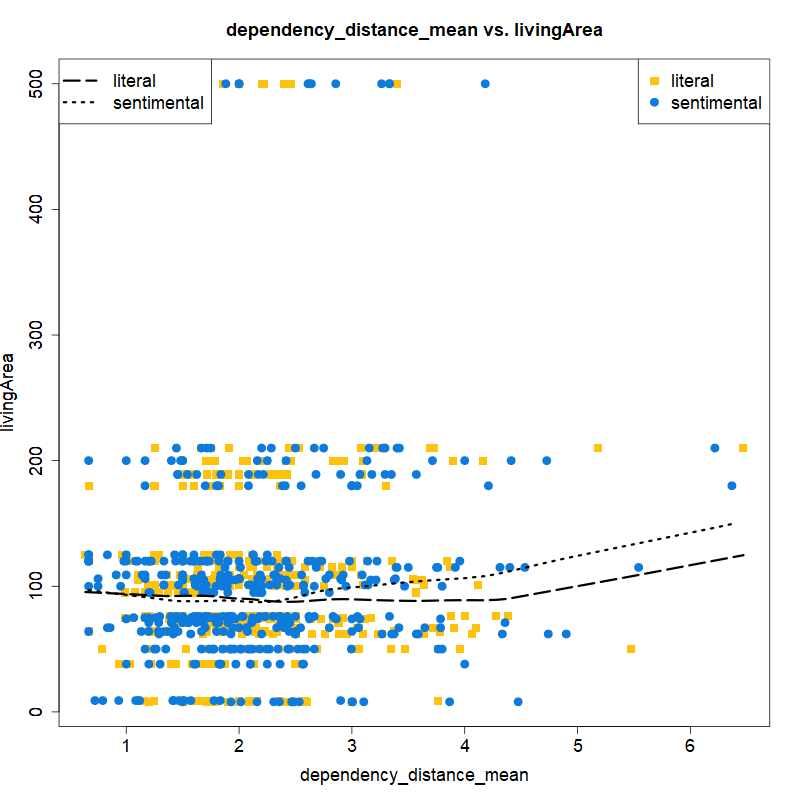 dependency_distance_mean vs. livingArea
literal
sentimental
literal
sentimental
livingArea
500
400
300
200
100
0
1 2 3 4 5 6
dependency_distance_mean